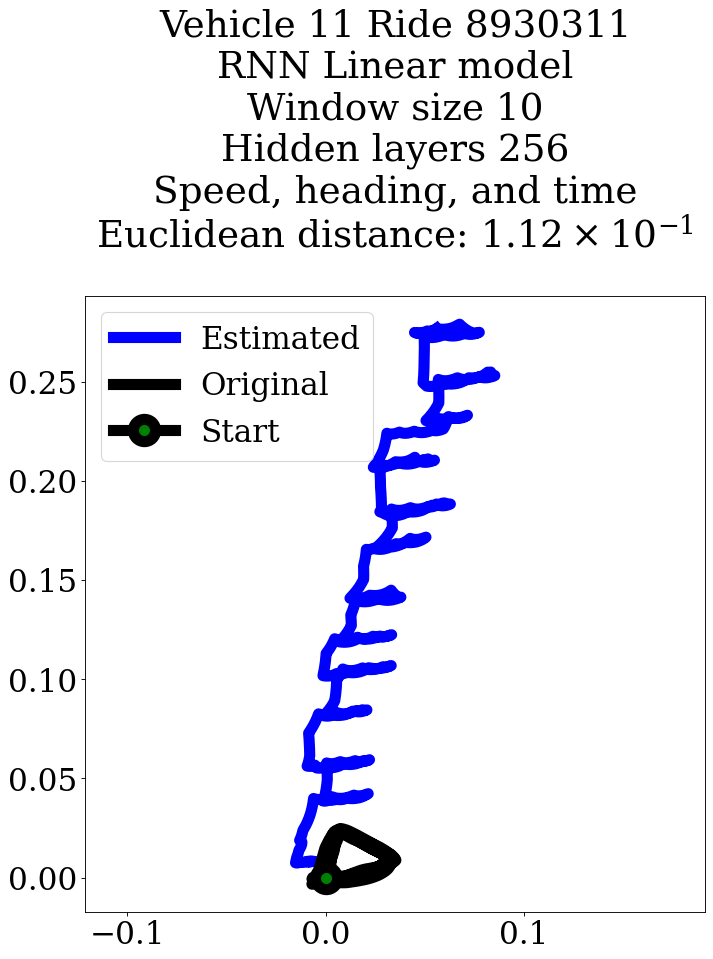 Vehicle 11 Ride 8930311
RNN Linear model
Window size 10
Hidden layers 256
Speed, heading, and time
Euclidean distance: 1.12 × 10⁻¹
Estimated
Original
Start
0.25
0.20
0.15
0.10
0.05
0.00
−0.1
0.0
0.1